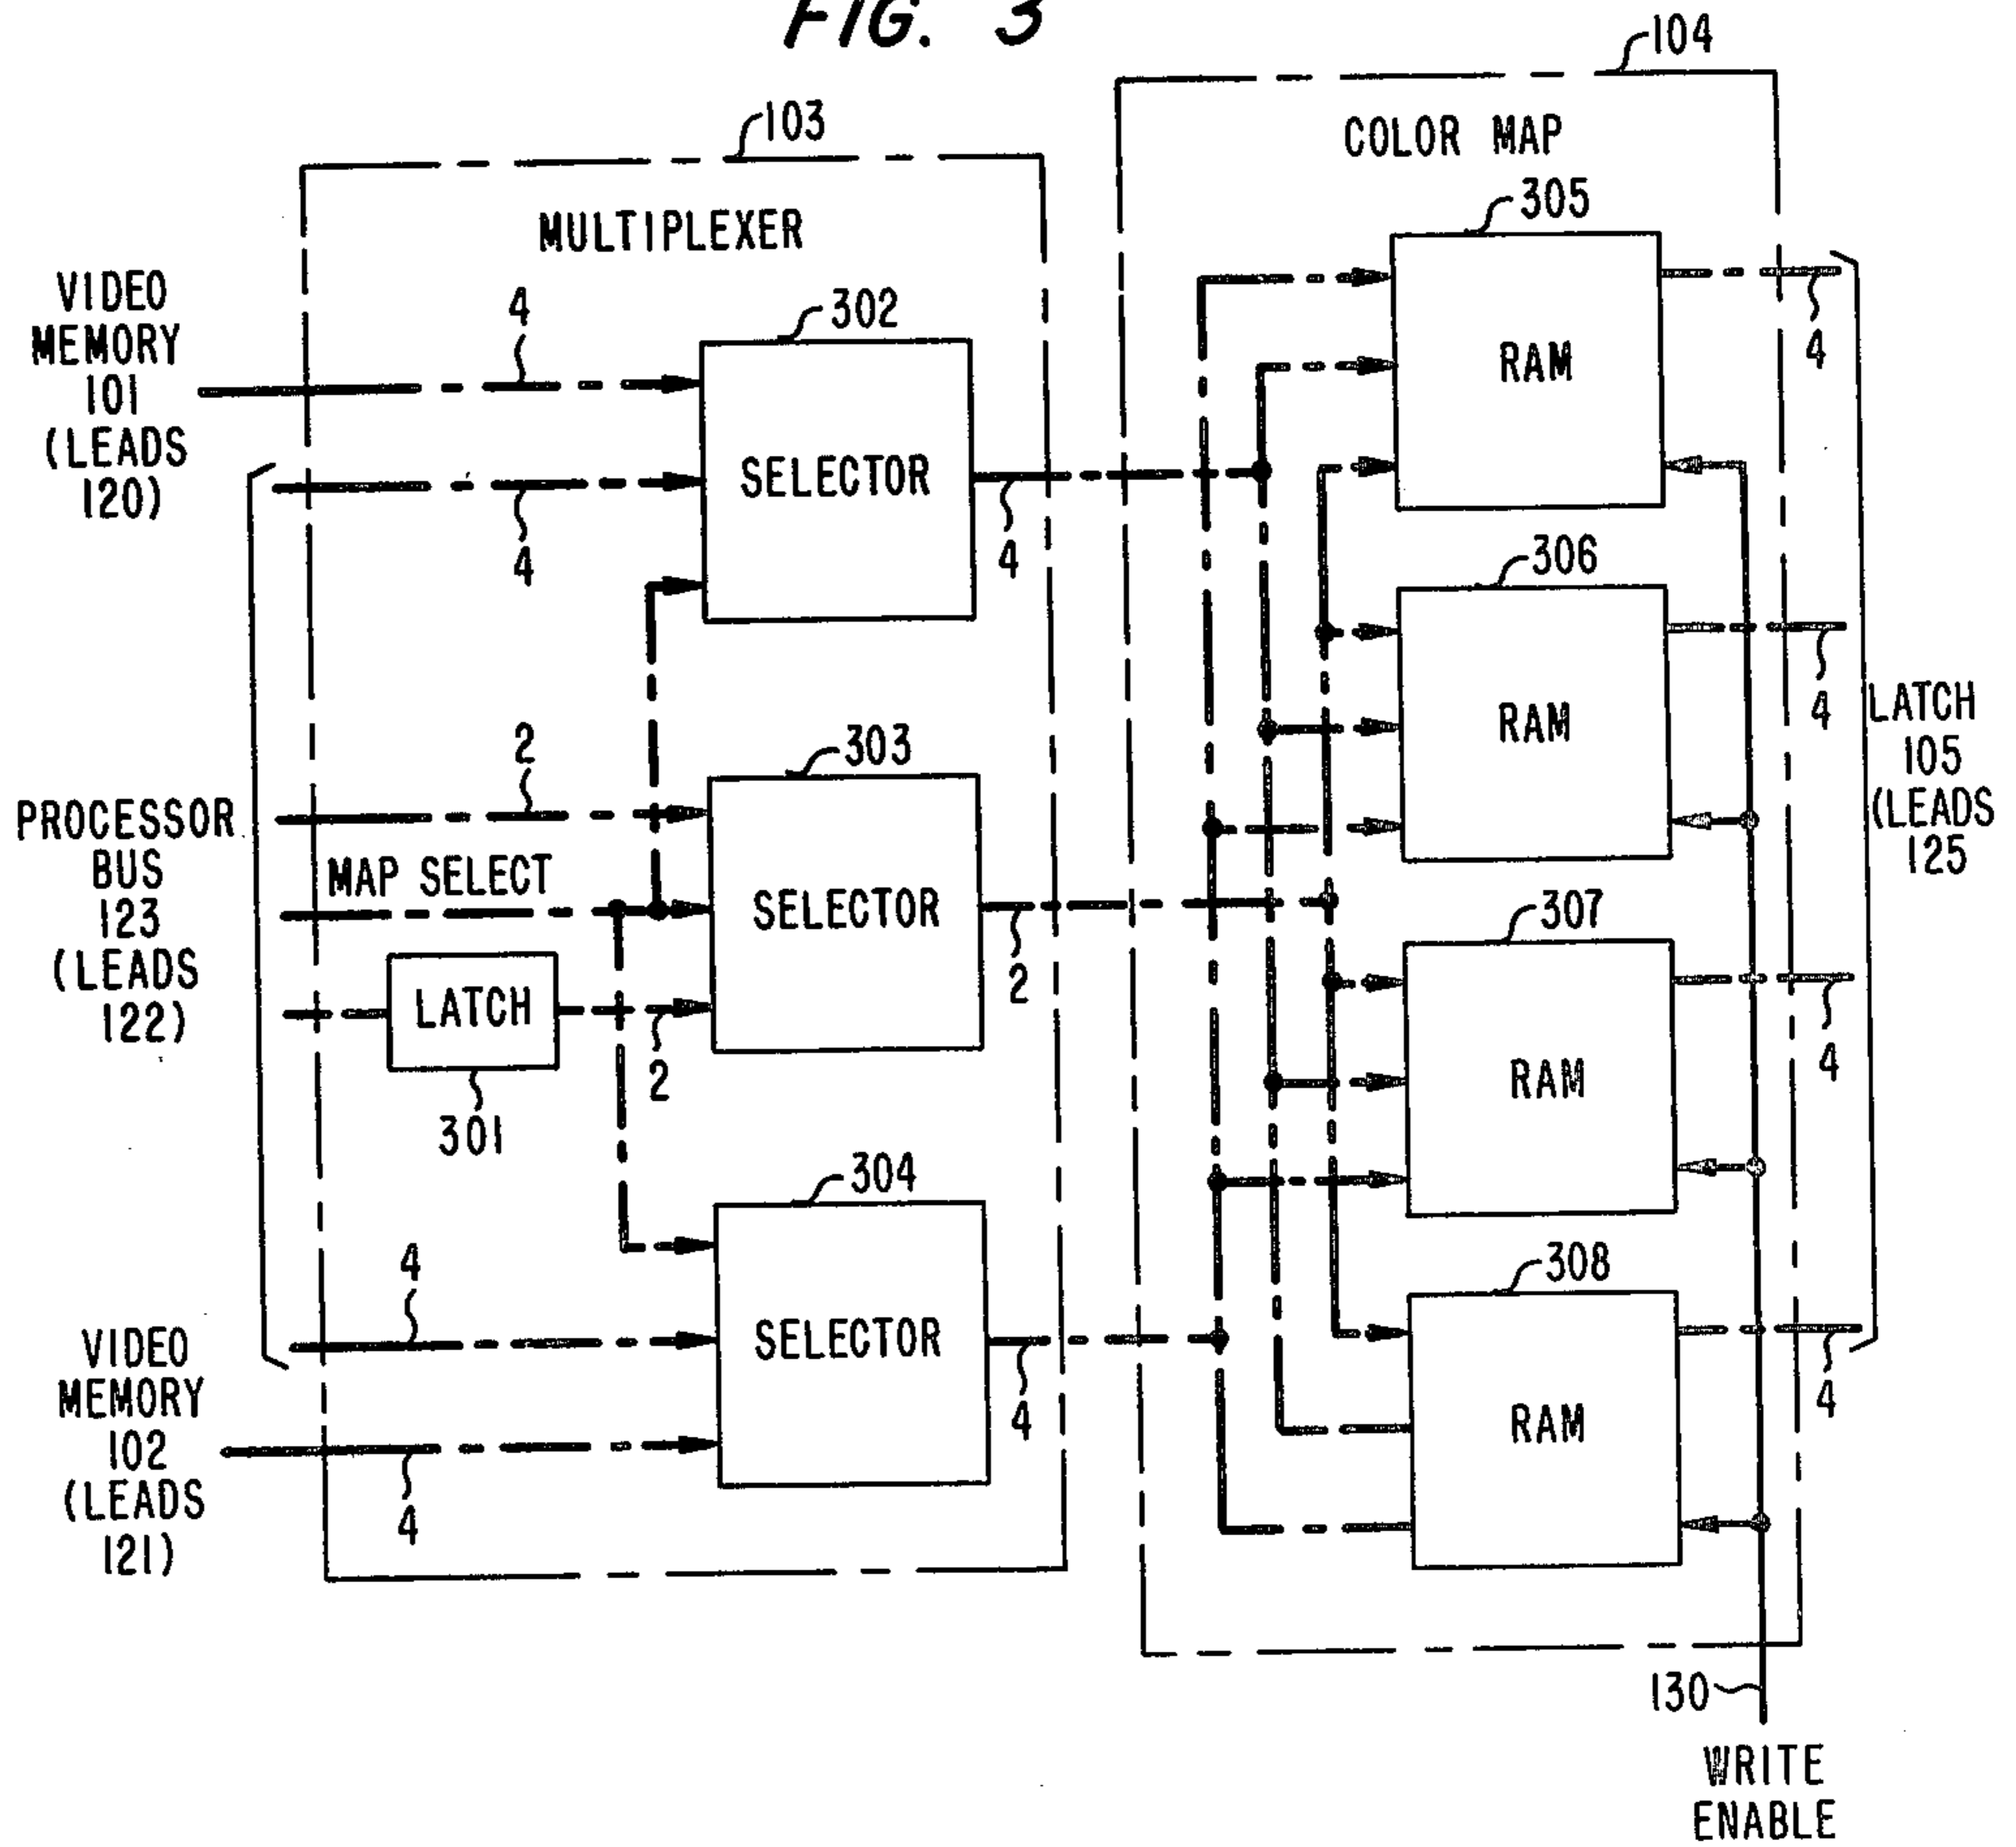 FIG. 3
104
103
COLOR MAP
MULTIPLEXER
305
VIDEO
MEMORY
101
(LEADS
120)
4
302
RAM
4
SELECTOR
4
4
306
RAM
4
LATCH
105
(LEADS
125
2
303
PROCESSOR
BUS
123
(LEADS
122)
MAP SELECT
SELECTOR
2
LATCH
2
301
307
RAM
4
304
4
SELECTOR
4
308
RAM
4
VIDEO
MEMORY
102
(LEADS
121)
4
130
WRITE
ENABLE